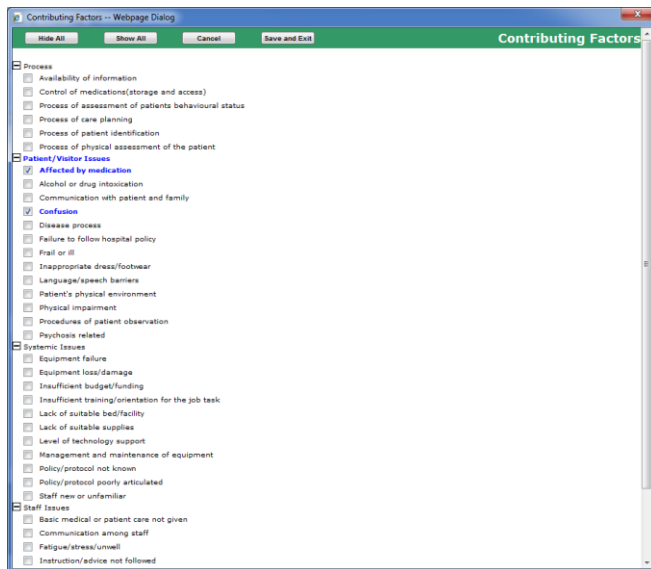 Contributing Factors -- Webpage Dialog
Hide All Show All Cancel Save and Exit Contributing Factors
Process
Availability of information
Control of medications(storage and access)
Process of assessment of patients behavioural status
Process of care planning
Process of patient identification
Process of physical assessment of the patient
Patient/Visitor Issues
Affected by medication
Alcohol or drug intoxication
Communication with patient and family
Confusion
Disease process
Failure to follow hospital policy
Frail or ill
Inappropriate dress/footwear
Language/speech barriers
Patient's physical environment
Physical impairment
Procedures of patient observation
Psychosis related
Systemic Issues
Equipment failure
Equipment loss/damage
Insufficient budget/funding
Insufficient training/orientation for the job task
Lack of suitable bed/facility
Lack of suitable supplies
Level of technology support
Management and maintenance of equipment
Policy/protocol not known
Policy/protocol poorly articulated
Staff new or unfamiliar
Staff Issues
Basic medical or patient care not given
Communication among staff
Fatigue/stress/unwell
Instruction/advice not followed